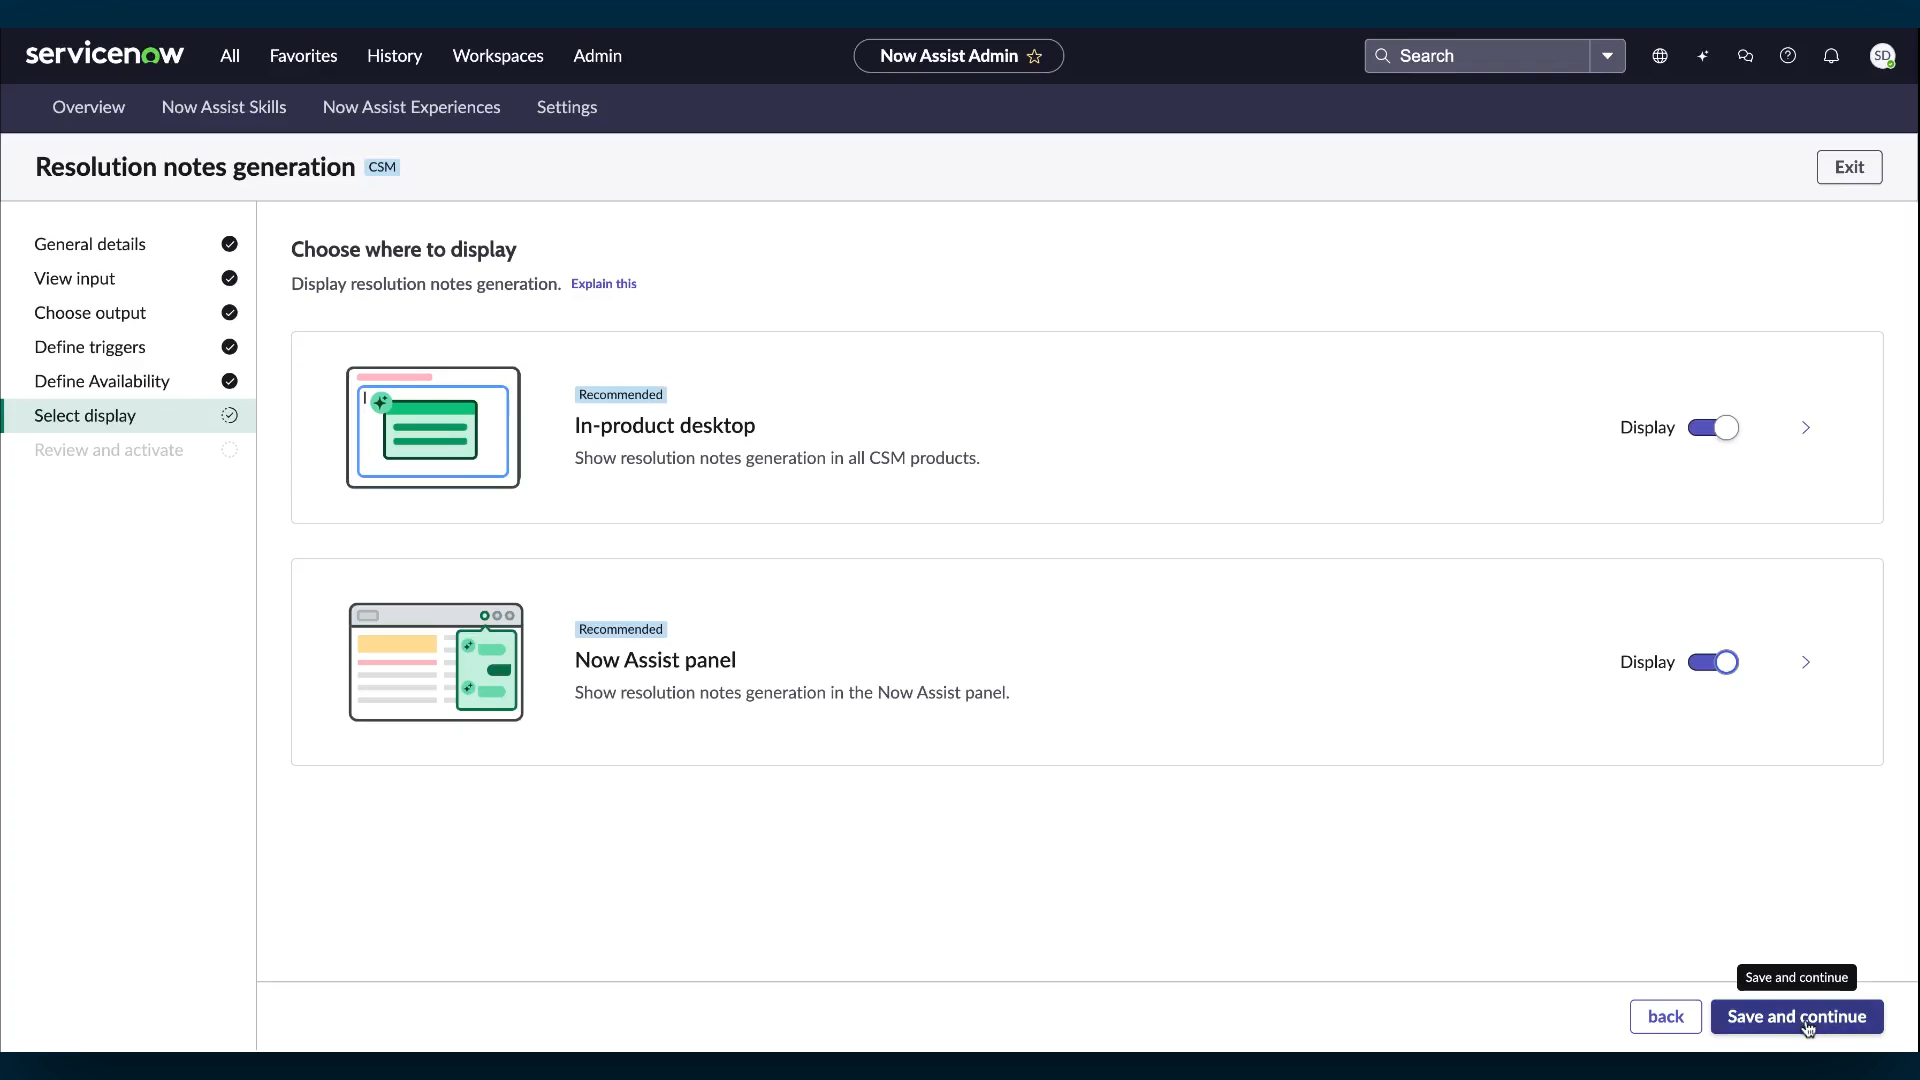 servicenow
All
Favorites
History
Workspaces
Admin
Now Assist Admin
Search
SD
Overview
Now Assist Skills
Now Assist Experiences
Settings
Resolution notes generation
CSM
Exit
General details
View input
Choose output
Define triggers
Define Availability
Select display
Review and activate
Choose where to display
Display resolution notes generation. Explain this
Recommended
In-product desktop
Show resolution notes generation in all CSM products.
Display
Recommended
Now Assist panel
Show resolution notes generation in the Now Assist panel.
Display
Save and continue
back
Save and continue